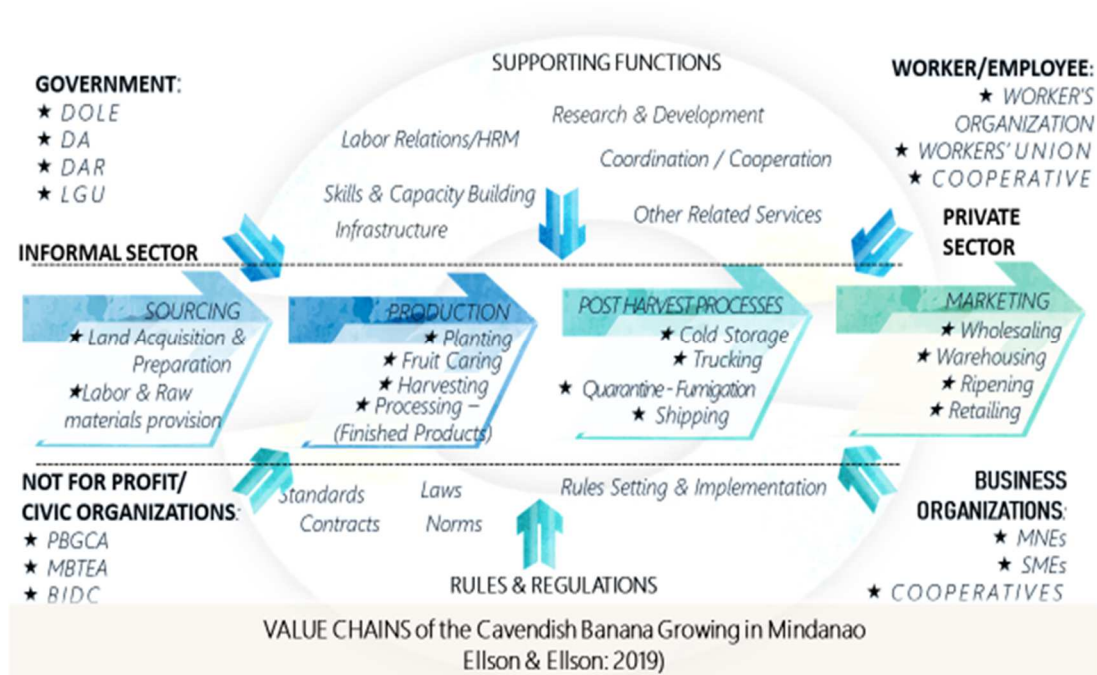 SUPPORTING FUNCTIONS
GOVERNMENT:
★ DOLE
★ DA
★ DAR
★ LGU
Labor Relations/HRM
Research & Development
Coordination / Cooperation
Skills & Capacity Building
Infrastructure
Other Related Services
WORKER/EMPLOYEE:
★ WORKER'S
ORGANIZATION
★ WORKERS' UNION
★ COOPERATIVE
PRIVATE
SECTOR
INFORMAL SECTOR
SOURCING
★ Land Acquisition &
Preparation
★Labor & Raw
materials provision
PRODUCTION
★ Planting
★ Fruit Caring
★ Harvesting
★ Processing –
(Finished Products)
POST HARVEST PROCESSES
★ Cold Storage
★ Trucking
★ Quarantine - Fumigation
★ Shipping
MARKETING
★ Wholesaling
★ Warehousing
★ Ripening
★ Retailing
NOT FOR PROFIT/
CIVIC ORGANIZATIONS:
★ PBGCA
★ MBTEA
★ BIDC
Standards
Laws
Rules Setting & Implementation
Contracts
Norms
RULES & REGULATIONS
BUSINESS
ORGANIZATIONS:
★ MNEs
★ SMEs
★ COOPERATIVES
VALUE CHAINS of the Cavendish Banana Growing in Mindanao
Ellson & Ellson: 2019)